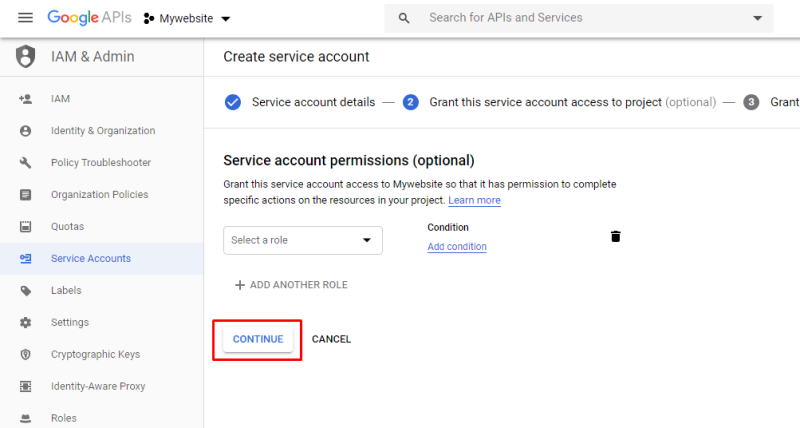 Google APIs
Mywebsite
Search for APIs and Services
IAM & Admin
Create service account
IAM
Identity & Organization
Policy Troubleshooter
Organization Policies
Quotas
Service Accounts
Labels
Settings
Cryptographic Keys
Identity-Aware Proxy
Roles
Service account details — 2 Grant this service account access to project (optional) — 3 Grant
Service account permissions (optional)
Grant this service account access to Mywebsite so that it has permission to complete
specific actions on the resources in your project. Learn more
Select a role
Condition
Add condition
ADD ANOTHER ROLE
CONTINUE
CANCEL